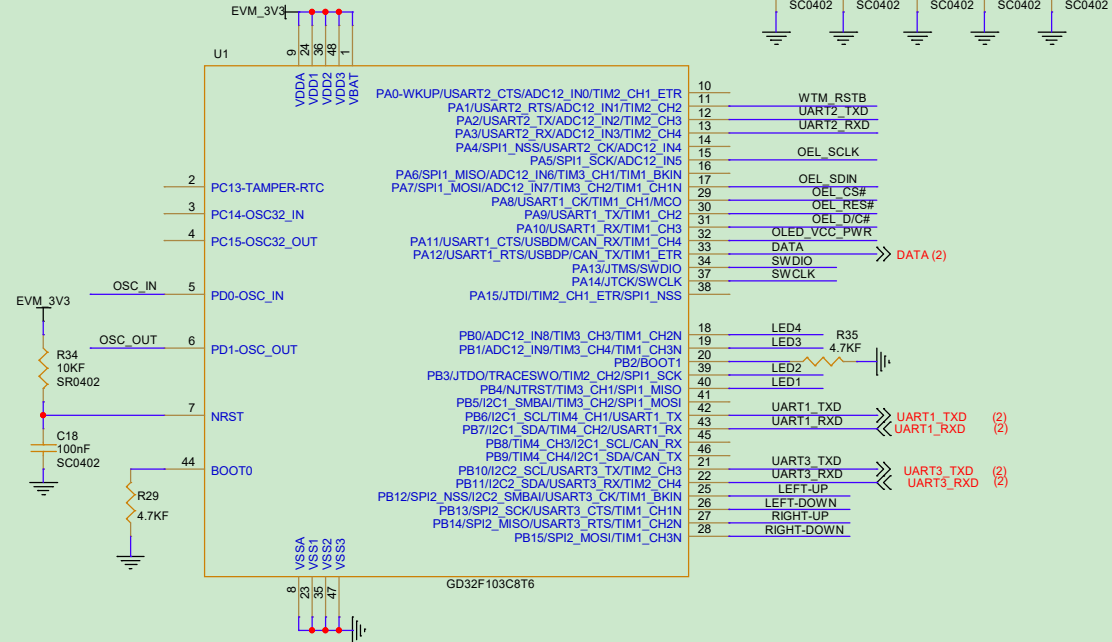 SC0402 SC0402 SC0402 SC0402 SC0402
EVM_3V3
U1
9 24 36 48 1
VDDA VDD1 VDD2 VDD3 VBAT
PA0-WKUP/USART2_CTS/ADC12_IN0/TIM2_CH1_ETR 10
PA1/USART2_RTS/ADC12_IN1/TIM2_CH2 11 WTM_RSTB
PA2/USART2_TX/ADC12_IN2/TIM2_CH3 12 UART2_TXD
PA3/USART2_RX/ADC12_IN3/TIM2_CH4 13 UART2_RXD
PA4/SPI1_NSS/USART2_CK/ADC12_IN4 14
PA5/SPI1_SCK/ADC12_IN5 15 OEL_SCLK
PA6/SPI1_MISO/ADC12_IN6/TIM3_CH1/TIM1_BKIN 16
PA7/SPI1_MOSI/ADC12_IN7/TIM3_CH2/TIM1_CH1N 17 OEL_SDIN
PA8/USART1_CK/TIM1_CH1/MCO 29 OEL_CS#
PA9/USART1_TX/TIM1_CH2 30 OEL_RES#
PA10/USART1_RX/TIM1_CH3 31 OEL_D/C#
PA11/USART1_CTS/USBDM/CAN_RX/TIM1_CH4 32 OLED_VCC_PWR
PA12/USART1_RTS/USBDP/CAN_TX/TIM1_ETR 33 DATA DATA (2)
PA13/JTMS/SWDIO 34 SWDIO
PA14/JTCK/SWCLK 37 SWCLK
PA15/JTDI/TIM2_CH1_ETR/SPI1_NSS 38
2 PC13-TAMPER-RTC
3 PC14-OSC32_IN
4 PC15-OSC32_OUT
OSC_IN 5 PD0-OSC_IN
EVM_3V3
OSC_OUT 6 PD1-OSC_OUT
R34
10KF
SR0402
7 NRST
C18
100nF
SC0402
44 BOOT0
R29
4.7KF
PB0/ADC12_IN8/TIM3_CH3/TIM1_CH2N 18 LED4
PB1/ADC12_IN9/TIM3_CH4/TIM1_CH3N 19 LED3
R35
4.7KF
PB2/BOOT1 20
PB3/JTDO/TRACESWO/TIM2_CH2/SPI1_SCK 39 LED2
PB4/NJTRST/TIM3_CH1/SPI1_MISO 40 LED1
PB5/I2C1_SMBAI/TIM3_CH2/SPI1_MOSI 41
PB6/I2C1_SCL/TIM4_CH1/USART1_TX 42 UART1_TXD UART1_TXD (2)
PB7/I2C1_SDA/TIM4_CH2/USART1_RX 43 UART1_RXD UART1_RXD (2)
PB8/TIM4_CH3/I2C1_SCL/CAN_RX 45
PB9/TIM4_CH4/I2C1_SDA/CAN_TX 46
PB10/I2C2_SCL/USART3_TX/TIM2_CH3 21 UART3_TXD UART3_TXD (2)
PB11/I2C2_SDA/USART3_RX/TIM2_CH4 22 UART3_RXD UART3_RXD (2)
PB12/SPI2_NSS/I2C2_SMBAI/USART3_CK/TIM1_BKIN 25 LEFT-UP
PB13/SPI2_SCK/USART3_CTS/TIM1_CH1N 26 LEFT-DOWN
PB14/SPI2_MISO/USART3_RTS/TIM1_CH2N 27 RIGHT-UP
PB15/SPI2_MOSI/TIM1_CH3N 28 RIGHT-DOWN
VSSA VSS1 VSS2 VSS3
8 23 35 47
GD32F103C8T6